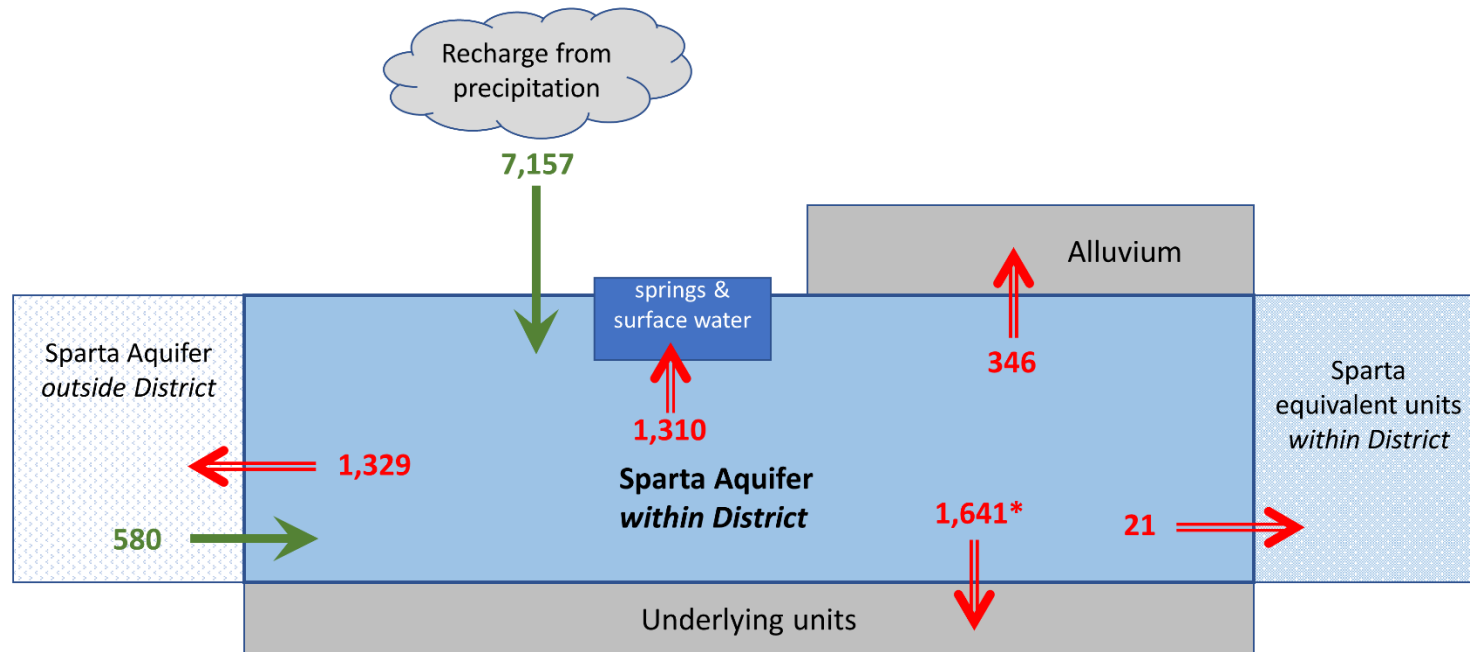 Recharge from
precipitation
7,157
Alluvium
springs &
surface water
346
Sparta Aquifer
outside District
Sparta
equivalent units
within District
1,310
1,329
Sparta Aquifer
within District
1,641*
21
580
Underlying units